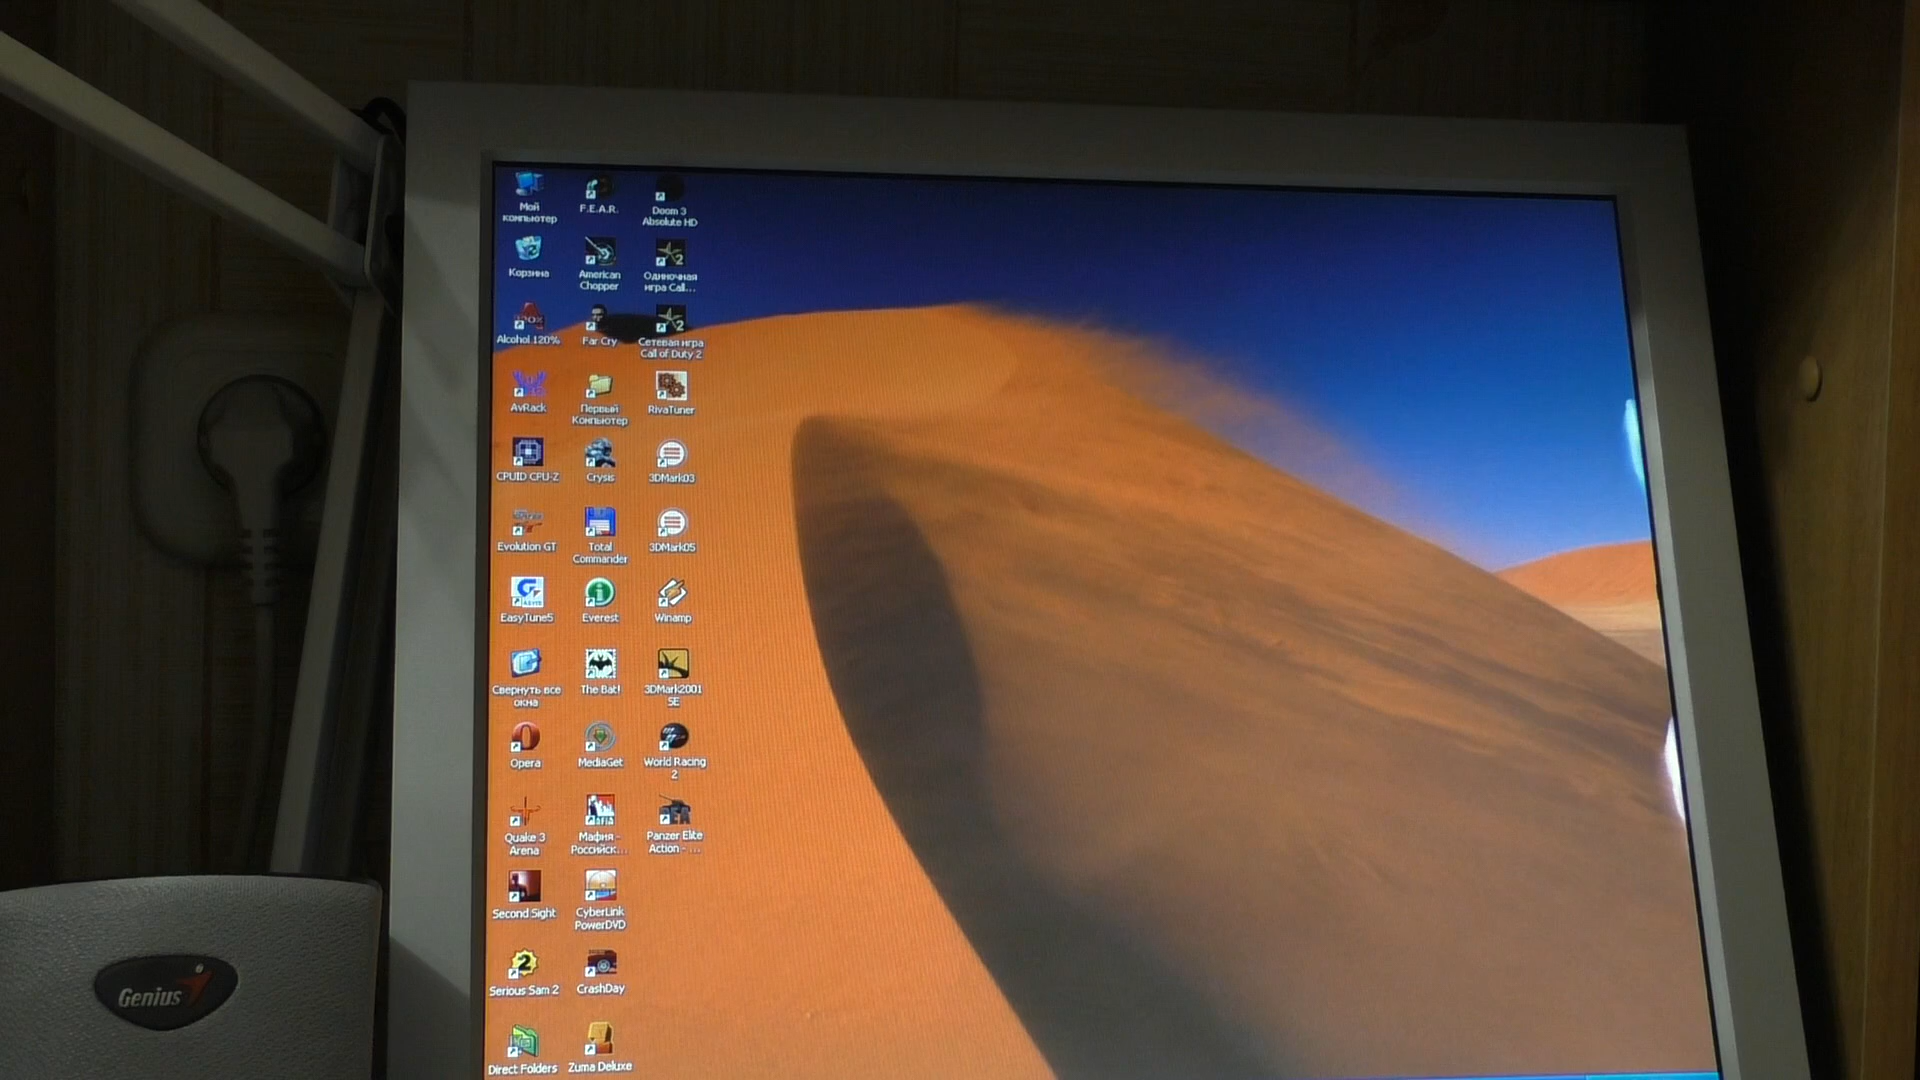 Мой
компьютер
F.E.A.R.
Doom 3
Absolute HD
Корзина
American
Chopper
Одиночная
игра Call...
Alcohol 120%
Far Cry
Сетевая игра
Call of Duty 2
AvRack
Первый
Компьютер
RivaTuner
CPUID CPU-Z
Crysis
3DMark03
Evolution GT
Total
Commander
3DMark05
EasyTune5
Everest
Winamp
Свернуть все
окна
The Bat!
3DMark2001
SE
Opera
MediaGet
World Racing
2
Quake 3
Arena
Мафия -
Российск...
Panzer Elite
Action - ...
Second Sight
CyberLink
PowerDVD
Serious Sam 2
CrashDay
Direct Folders
Zuma Deluxe
Genius